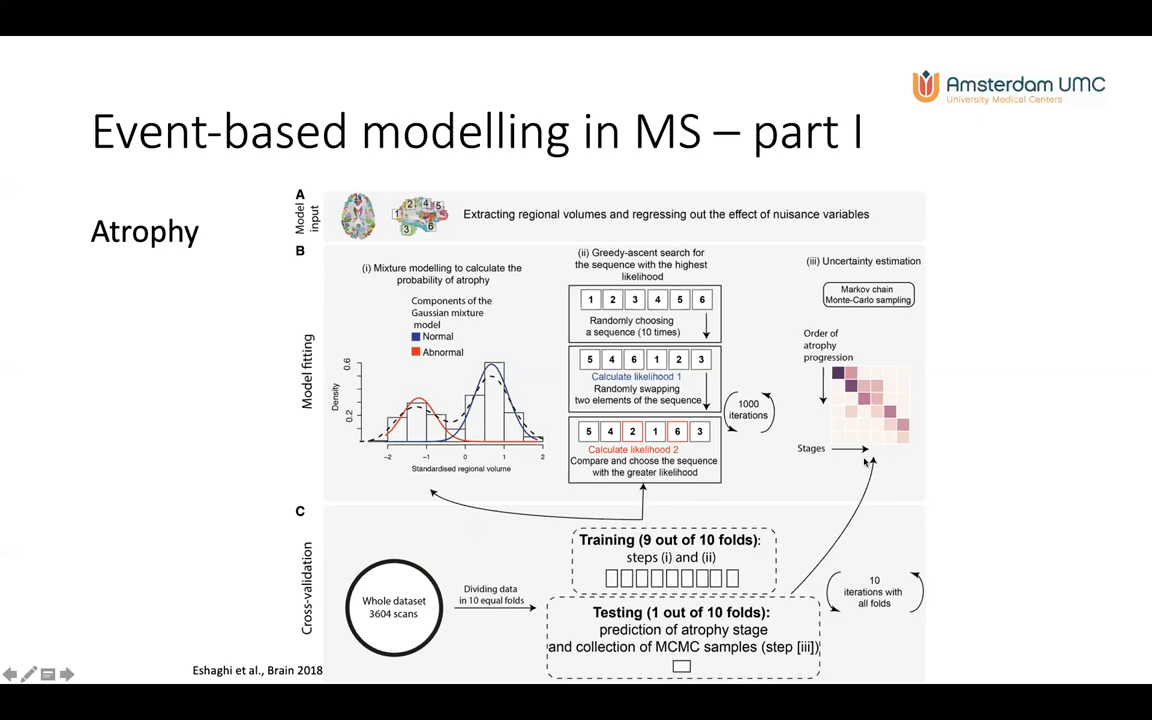 Amsterdam UMC
University Medical Centers
Event-based modelling in MS – part I
Atrophy
A
Model
input
1 2 4 5
3 6
Extracting regional volumes and regressing out the effect of nuisance variables
B
Model fitting
(i) Mixture modelling to calculate the
probability of atrophy
Components of the
Gaussian mixture
model
Normal
Abnormal
Density
0.6
0.2
−2 −1 0 1 2
Standardised regional volume
(ii) Greedy-ascent search for
the sequence with the highest
likelihood
1 2 3 4 5 6
Randomly choosing
a sequence (10 times)
5 4 6 1 2 3
Calculate likelihood 1
Randomly swapping
two elements of the sequence
5 4 2 1 6 3
Calculate likelihood 2
Compare and choose the sequence
with the greater likelihood
1000
iterations
(iii) Uncertainty estimation
Markov chain
Monte-Carlo sampling
Order of
atrophy
progression
Stages
C
Cross-validation
Whole dataset
3604 scans
Dividing data
in 10 equal folds
Training (9 out of 10 folds):
steps (i) and (ii)
Testing (1 out of 10 folds):
prediction of atrophy stage
and collection of MCMC samples (step [iii])
10
iterations with
all folds
Eshaghi et al., Brain 2018